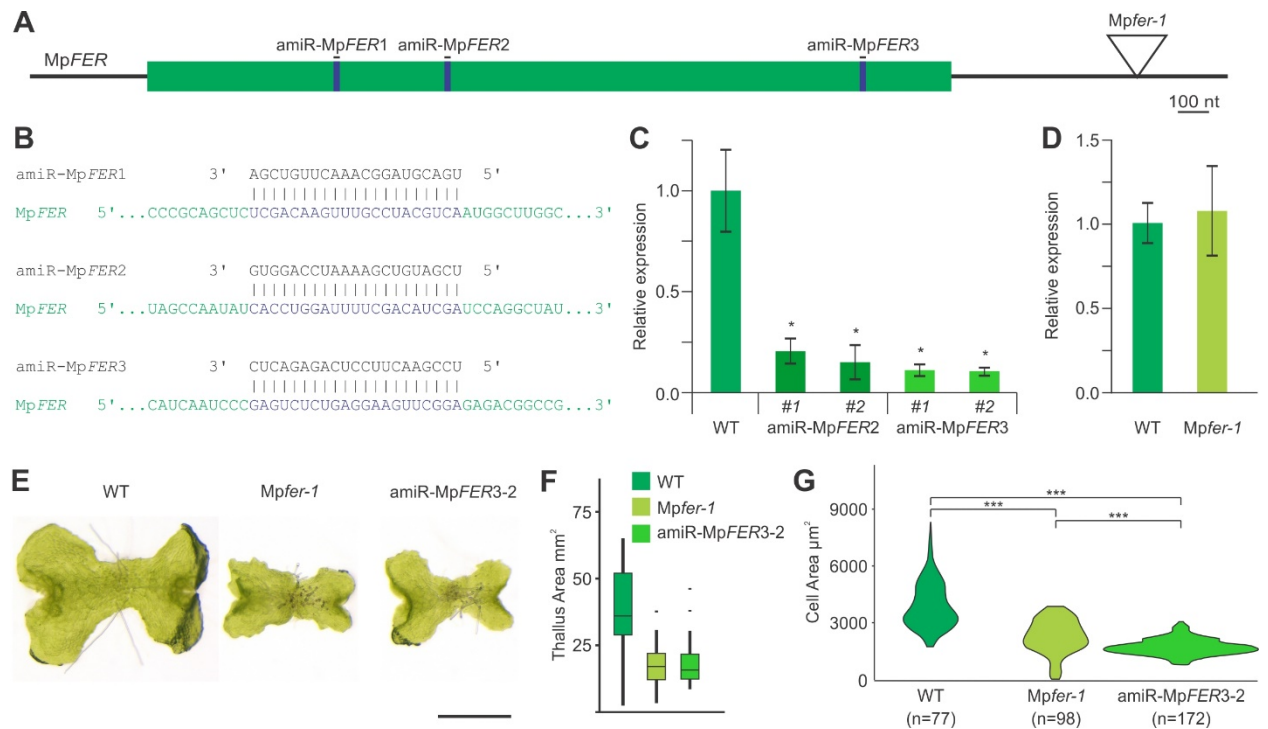 A
MpFER
amiR-MpFER1
amiR-MpFER2
amiR-MpFER3
Mpfer-1
100 nt
B
amiR-MpFER1 3' AGCUGUUCAAACGGAUGCAGU 5'
MpFER 5'...CCCGCAGCUCUCGACAAGUUUGCCUACGUCAAUGGCUUGGC...3'
amiR-MpFER2 3' GUGGACCUAAAAGCUGUAGCU 5'
MpFER 5'...UAGCCAAUAUCACCUGGAUUUUCGACAUCGAUCCAGGCUAU...3'
amiR-MpFER3 3' CUCAGAGACUCCUUCAAGCCU 5'
MpFER 5'...CAUCAAUCCCGAGUCUCUGAGGAAGUUCGGAGAGACGGCCG...3'
C
Relative expression
1.0
0.5
0.0
* * * *
#1 #2 #1 #2
WT amiR-MpFER2 amiR-MpFER3
D
Relative expression
1.5
1.0
0.5
0.0
WT Mpfer-1
E
WT Mpfer-1 amiR-MpFER3-2
F
Thallus Area mm²
75
50
25
WT
Mpfer-1
amiR-MpFER3-2
G
Cell Area µm²
9000
6000
3000
0
***
***
***
WT Mpfer-1 amiR-MpFER3-2
(n=77) (n=98) (n=172)